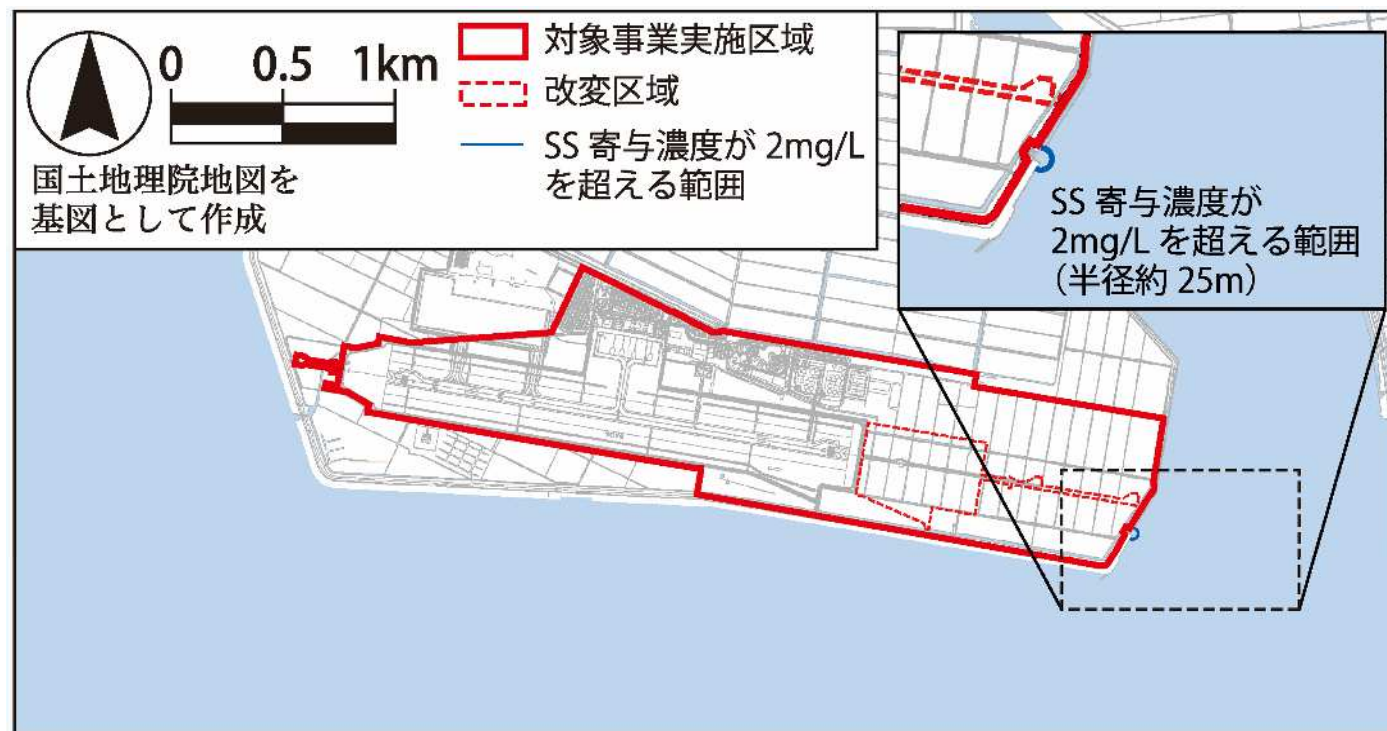 0 0.5 1km
国土地理院地図を
基図として作成
対象事業実施区域
改変区域
SS 寄与濃度が 2mg/L
を超える範囲
SS 寄与濃度が
2mg/L を超える範囲
（半径約 25m）